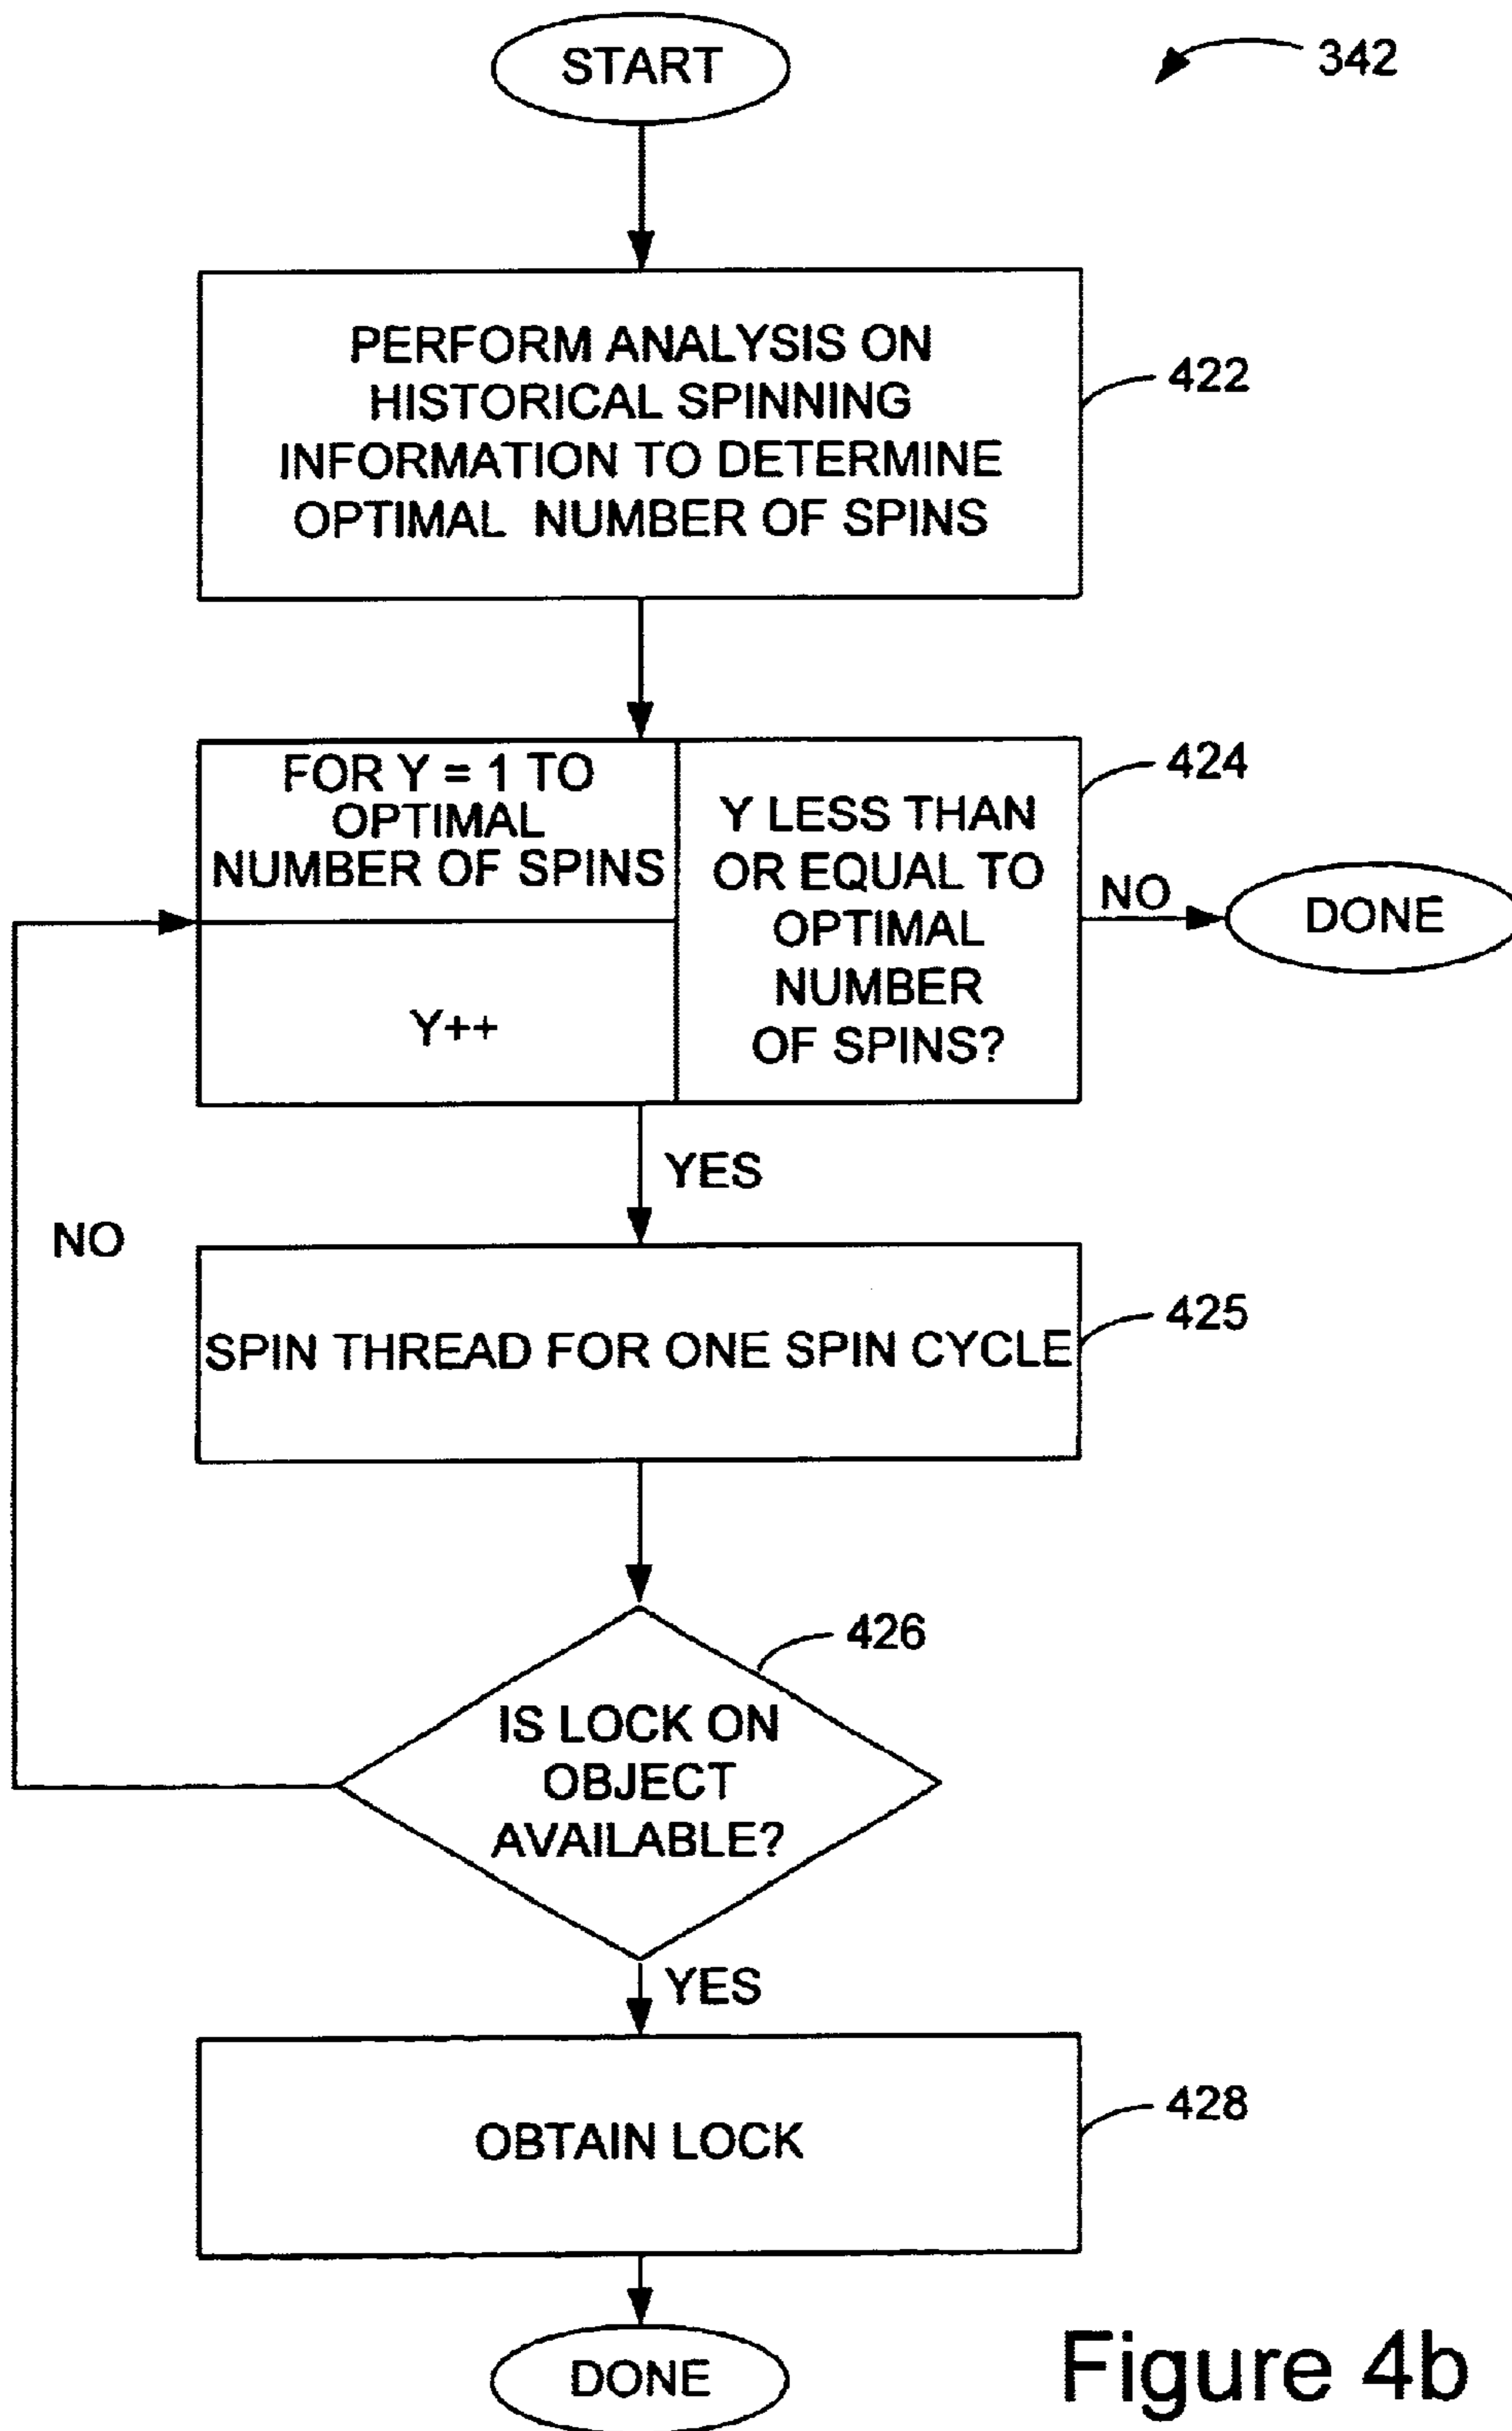 START
342
PERFORM ANALYSIS ON
HISTORICAL SPINNING
INFORMATION TO DETERMINE
OPTIMAL NUMBER OF SPINS
422
FOR Y = 1 TO
OPTIMAL
NUMBER OF SPINS
Y++
Y LESS THAN
OR EQUAL TO
OPTIMAL
NUMBER
OF SPINS?
424
NO
DONE
YES
NO
SPIN THREAD FOR ONE SPIN CYCLE
425
IS LOCK ON
OBJECT
AVAILABLE?
426
YES
OBTAIN LOCK
428
DONE
Figure 4b